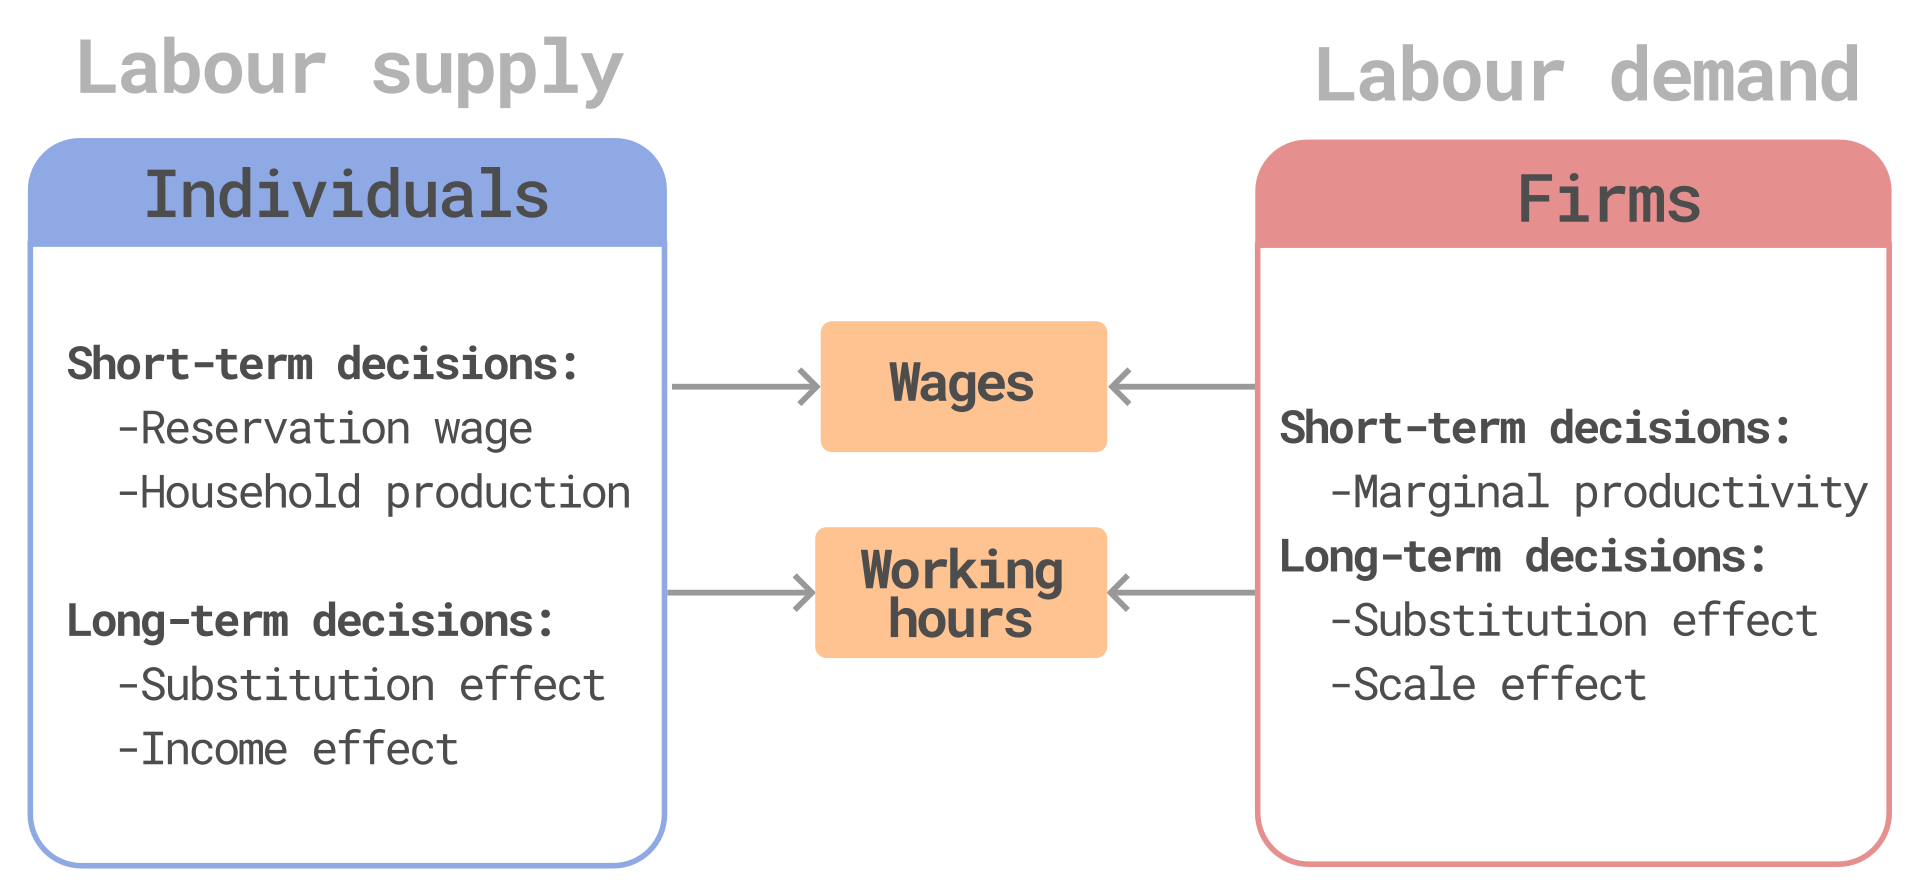 Labour supply
Individuals
Short-term decisions:
-Reservation wage
-Household production
Long-term decisions:
-Substitution effect
-Income effect
Wages
Working
hours
Labour demand
Firms
Short-term decisions:
-Marginal productivity
Long-term decisions:
-Substitution effect
-Scale effect